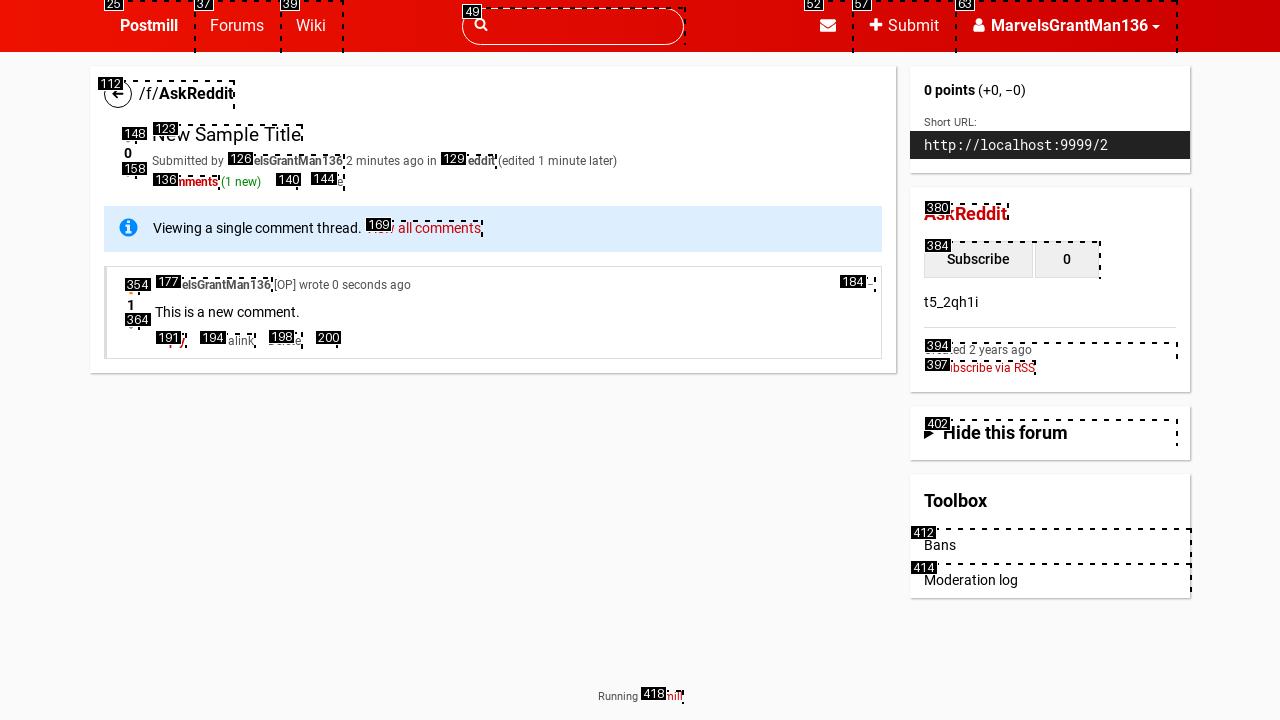 25 37 39 49 52 57 63
Postmill Forums Wiki Submit MarvelsGrantMan136
112 /f/AskReddit
148 123 New Sample Title
0
158 Submitted by 126 elsGrantMan136 2 minutes ago in 129 eddit (edited 1 minute later)
136 mments (1 new) 140 144
Viewing a single comment thread. 169 all comments
354 177 elsGrantMan136 [OP] wrote 0 seconds ago 184
1 This is a new comment.
364
191 194 alink 198 200
0 points (+0, −0)
Short URL:
http://localhost:9999/2
380 AskReddit
384
Subscribe 0
t5_2qh1i
394 ed 2 years ago
397 bscribe via RSS
402
Hide this forum
Toolbox
412
Bans
414
Moderation log
Running 418 mill